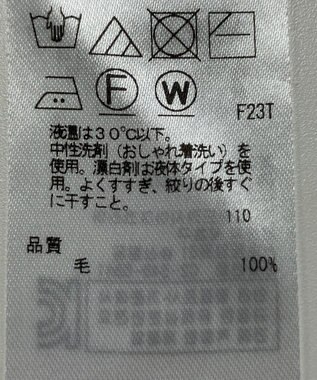 F W
F23T
液温は30℃以下。
中性洗剤(おしゃれ着洗い)を
使用。漂白剤は液体タイプを使
用。よくすすぎ、絞りの後すぐ
に干すこと。
110
品質
毛 100%